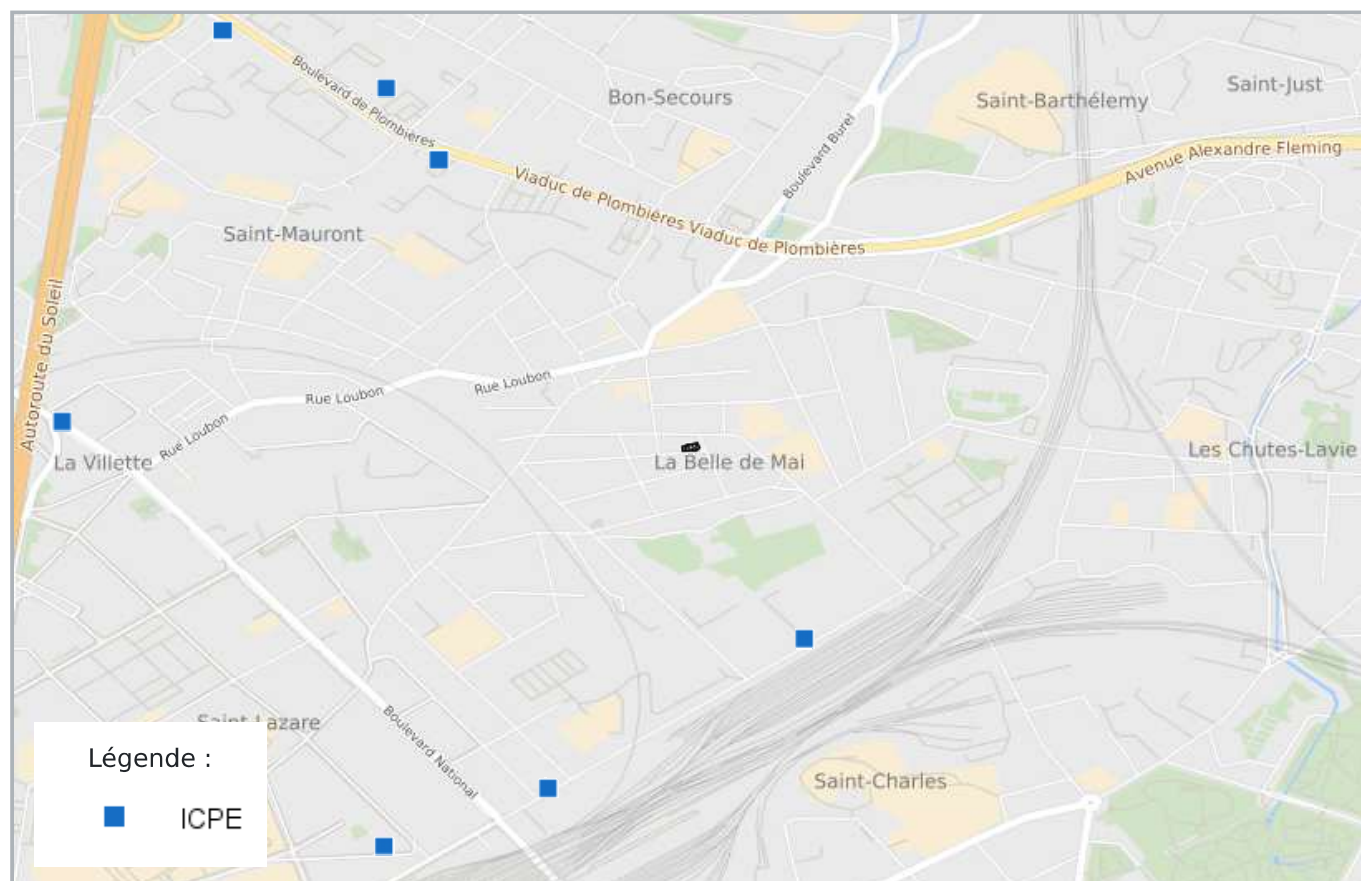 Boulevard de Plombières
Bon-Secours
Saint-Barthélemy
Saint-Just
Boulevard Burel
Avenue Alexandre Fleming
Viaduc de Plombières Viaduc de Plombières
Saint-Mauront
Autoroute du Soleil
Rue Loubon
Rue Loubon
Rue Loubon
La Villette
La Belle de Mai
Les Chutes-Lavie
Saint-Lazare
Boulevard National
Saint-Charles
Légende :
ICPE